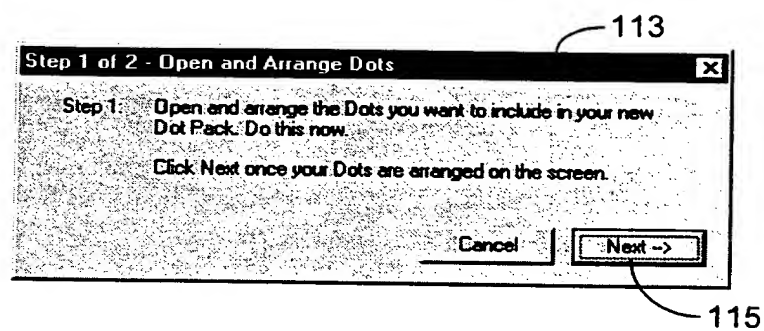 113
Step 1 of 2 - Open and Arrange Dots
Step 1: Open and arrange the Dots you want to include in your new
Dot Pack. Do this now.
Click Next once your Dots are arranged on the screen.
Cancel Next -->
115